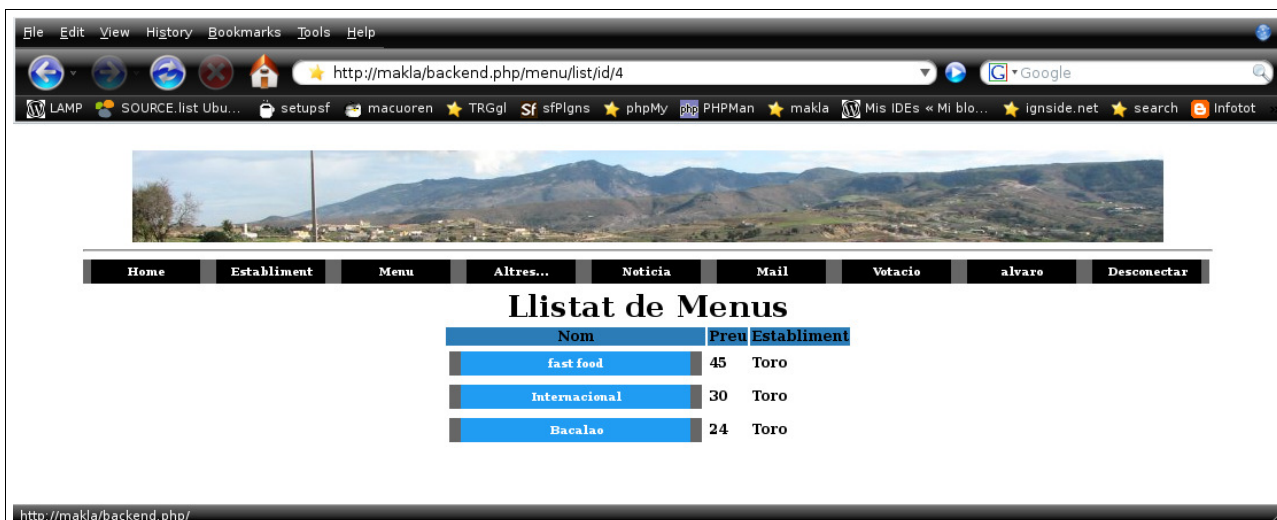 File Edit View History Bookmarks Tools Help
http://makla/backend.php/menu/list/id/4
G Google
LAMP SOURCE.list Ubu... setupsf macuoren TRGgl Sf sfPlgns phpMy php PHPMan makla Mis IDEs « Mi blo... ignside.net search Infotot
Home Establiment Menu Altres... Noticia Mail Votacio alvaro Desconectar
Llistat de Menus
Nom Preu Establiment
fast food 45 Toro
Internacional 30 Toro
Bacalao 24 Toro
http://makla/backend.php/